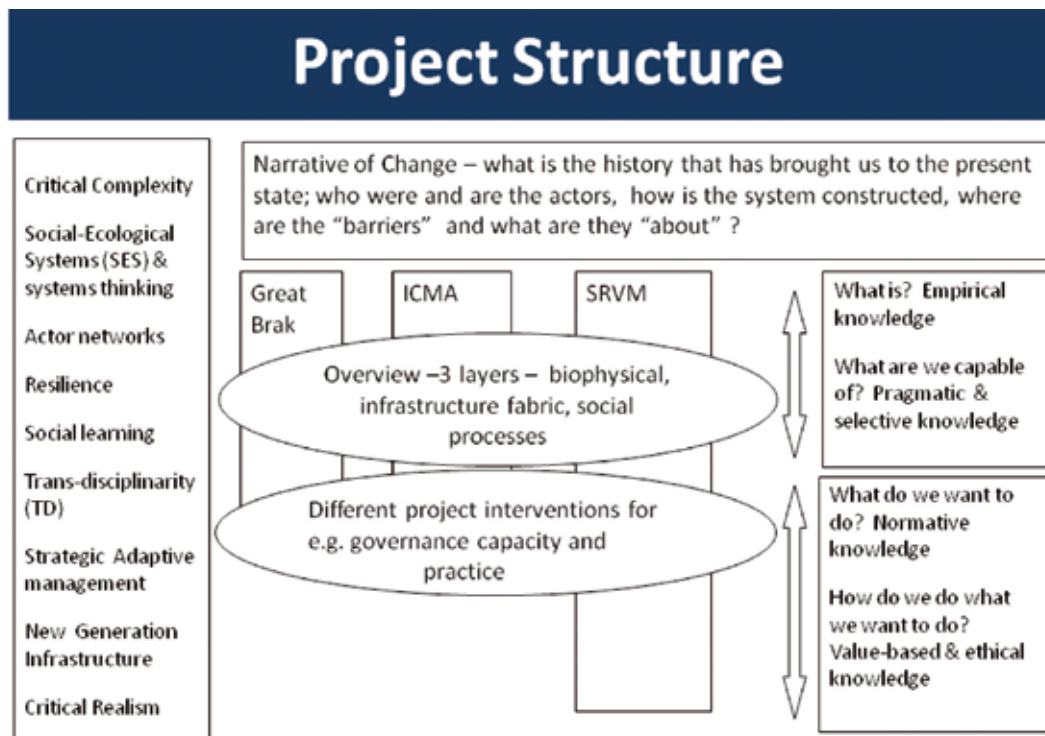 Project Structure
Critical Complexity
Social-Ecological
Systems (SES) &
systems thinking
Actor networks
Resilience
Social learning
Trans-disciplinarity
(TD)
Strategic Adaptive
management
New Generation
Infrastructure
Critical Realism
Narrative of Change – what is the history that has brought us to the present
state; who were and are the actors, how is the system constructed, where
are the “barriers” and what are they “about” ?
Great
Brak
ICMA
SRVM
Overview –3 layers – biophysical,
infrastructure fabric, social
processes
Different project interventions for
e.g. governance capacity and
practice
What is? Empirical
knowledge
What are we capable
of? Pragmatic &
selective knowledge
What do we want to
do? Normative
knowledge
How do we do what
we want to do?
Value-based & ethical
knowledge